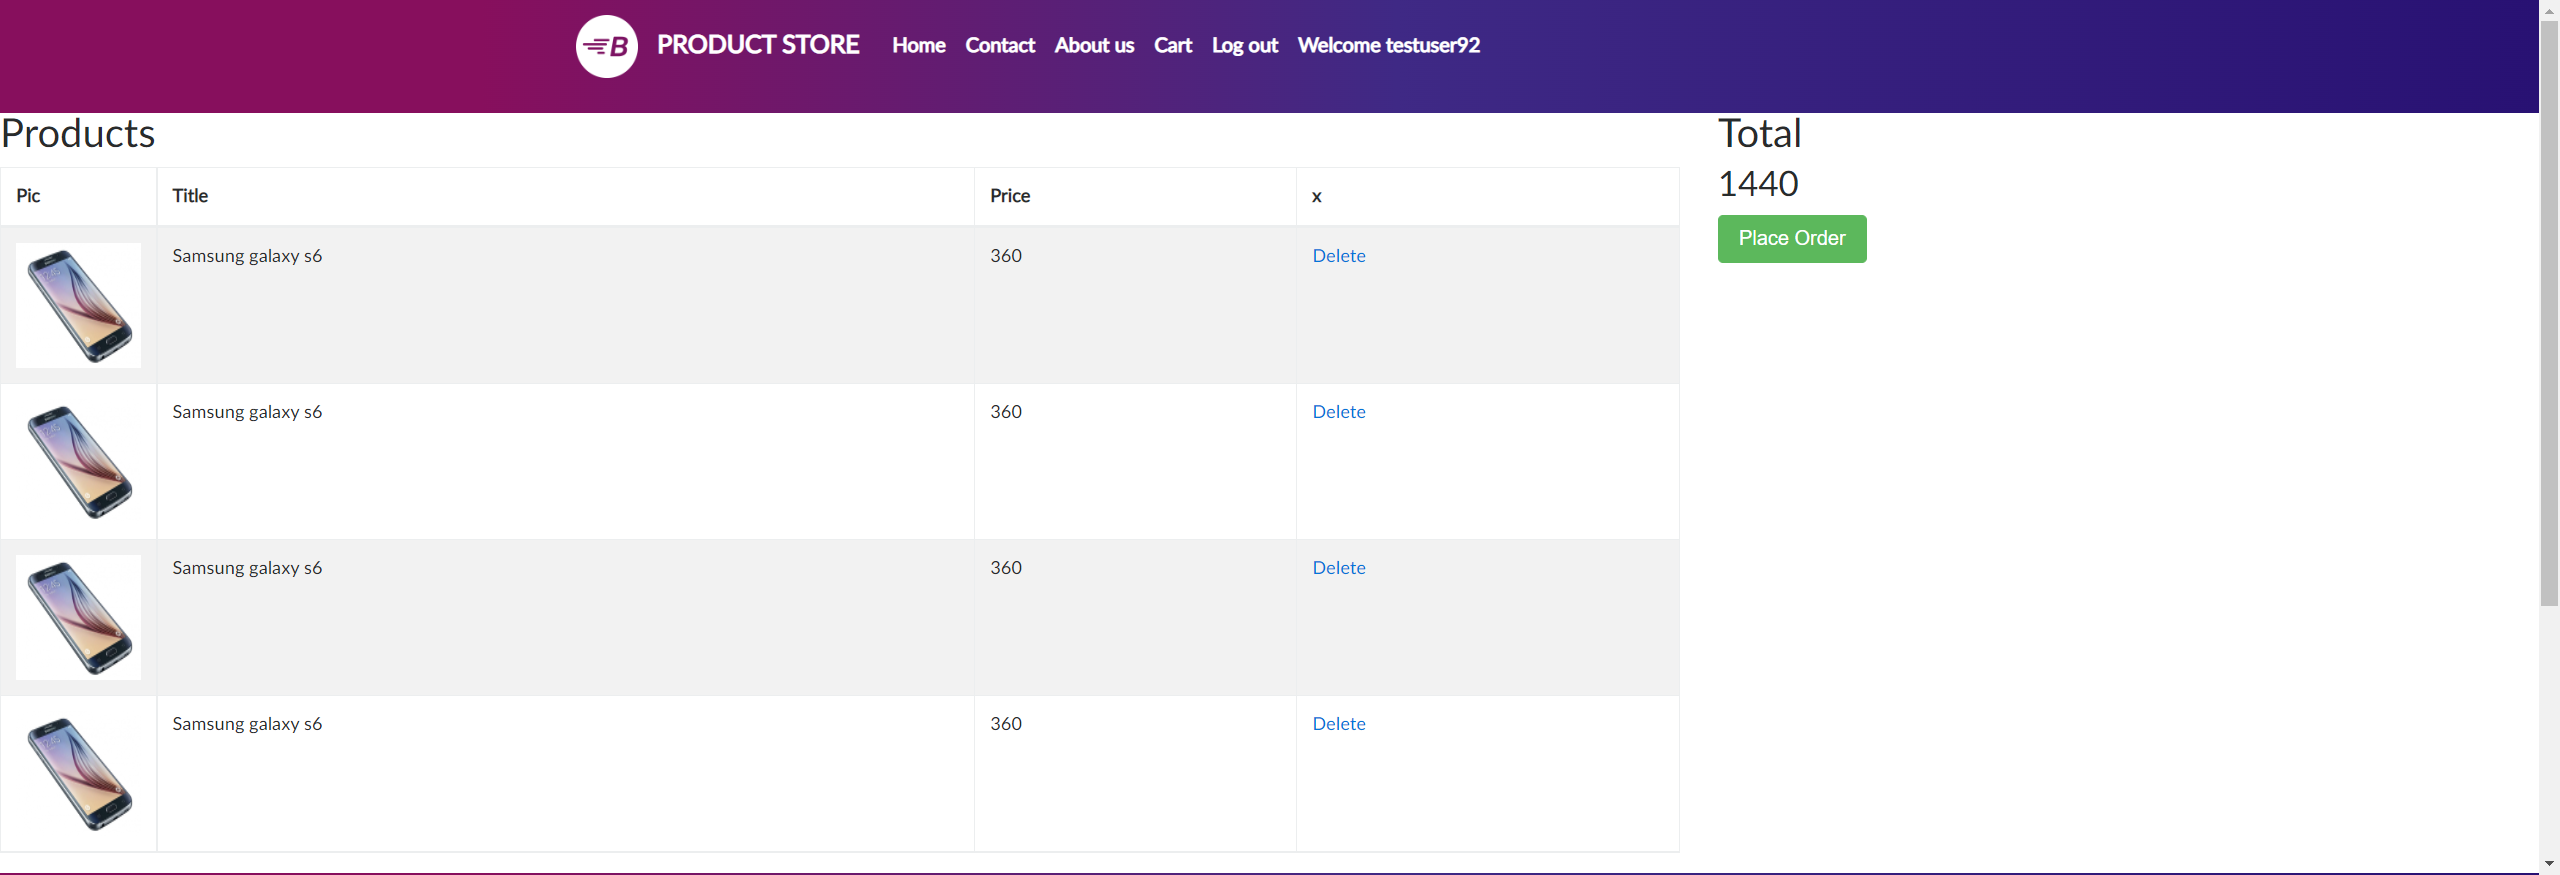 B PRODUCT STORE Home Contact About us Cart Log out Welcome testuser92
Products
Pic Title Price x
Samsung galaxy s6 360 Delete
Samsung galaxy s6 360 Delete
Samsung galaxy s6 360 Delete
Samsung galaxy s6 360 Delete
Total
1440
Place Order